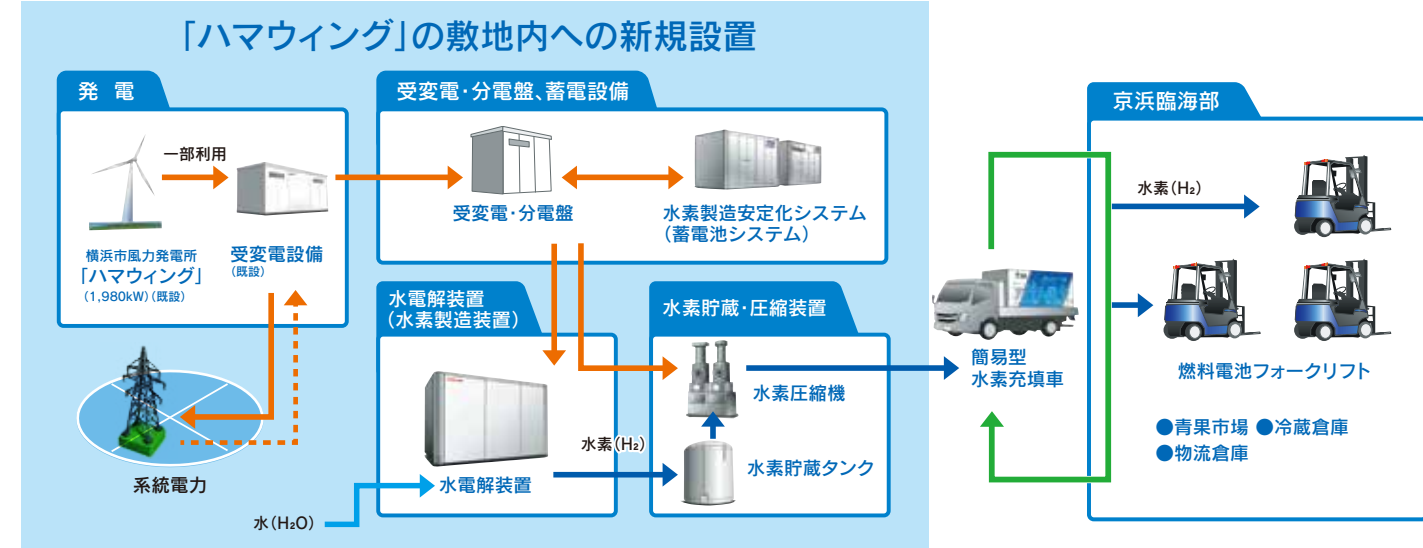 「ハマウィング」の敷地内への新規設置
発 電
一部利用
横浜市風力発電所
「ハマウィング」
(1,980kW)(既設)
受変電設備
(既設)
系統電力
受変電・分電盤、蓄電設備
受変電・分電盤
水素製造安定化システム
(蓄電池システム)
水電解装置
(水素製造装置)
水電解装置
水(H₂O)
水素(H₂)
水素貯蔵・圧縮装置
水素圧縮機
水素貯蔵タンク
簡易型
水素充填車
京浜臨海部
水素(H₂)
燃料電池フォークリフト
●青果市場 ●冷蔵倉庫
●物流倉庫